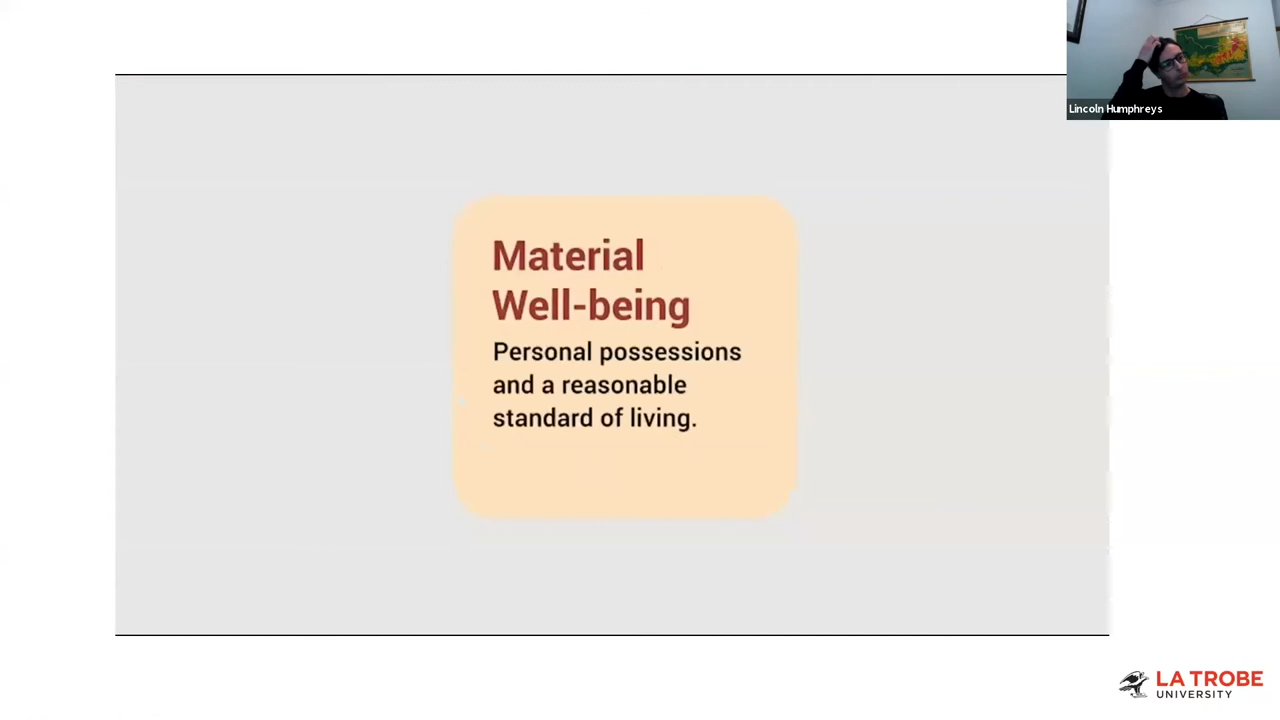 Lincoln Humphreys
Material
Well-being
Personal possessions
and a reasonable
standard of living.
LA TROBE
UNIVERSITY